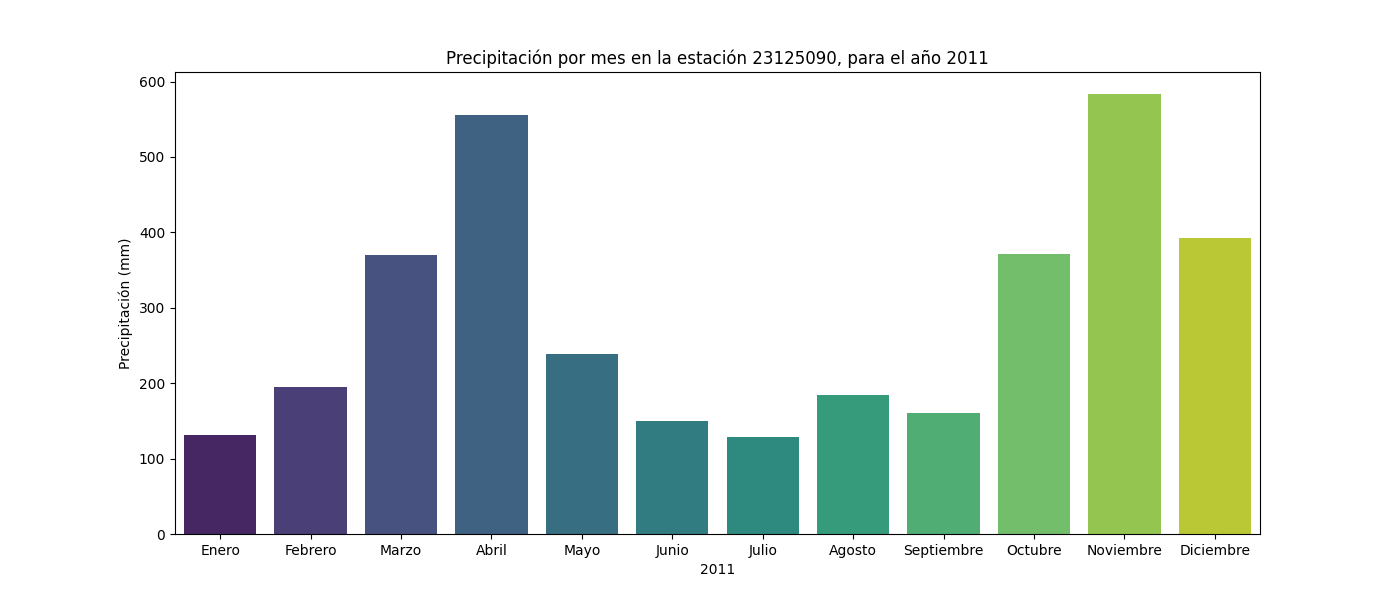 Precipitación por mes en la estación 23125090, para el año 2011
Precipitación (mm)
600
500
400
300
200
100
0
Enero Febrero Marzo Abril Mayo Junio Julio Agosto Septiembre Octubre Noviembre Diciembre
2011